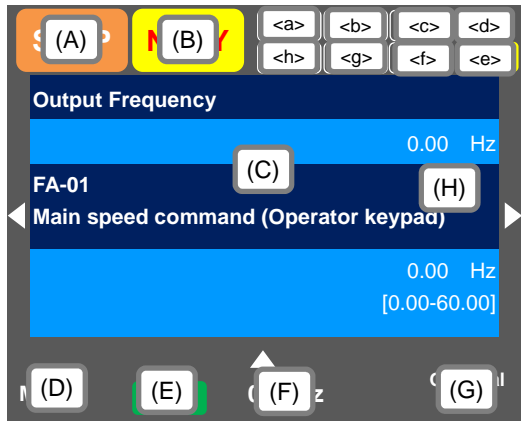 (A) (B) <a> <b> <c> <d>
<h> <g> <f> <e>
Output Frequency
0.00 Hz
(C)
FA-01 (H)
Main speed command (Operator keypad)
0.00 Hz
[0.00-60.00]
(D) (E) (F) (G)